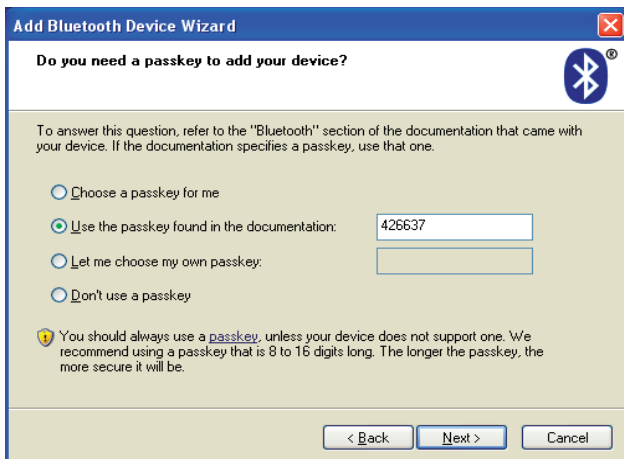 Add Bluetooth Device Wizard
Do you need a passkey to add your device?
®
To answer this question, refer to the "Bluetooth" section of the documentation that came with
your device. If the documentation specifies a passkey, use that one.
Choose a passkey for me
Use the passkey found in the documentation: 426637
Let me choose my own passkey:
Don't use a passkey
You should always use a passkey, unless your device does not support one. We
recommend using a passkey that is 8 to 16 digits long. The longer the passkey, the
more secure it will be.
< Back Next > Cancel